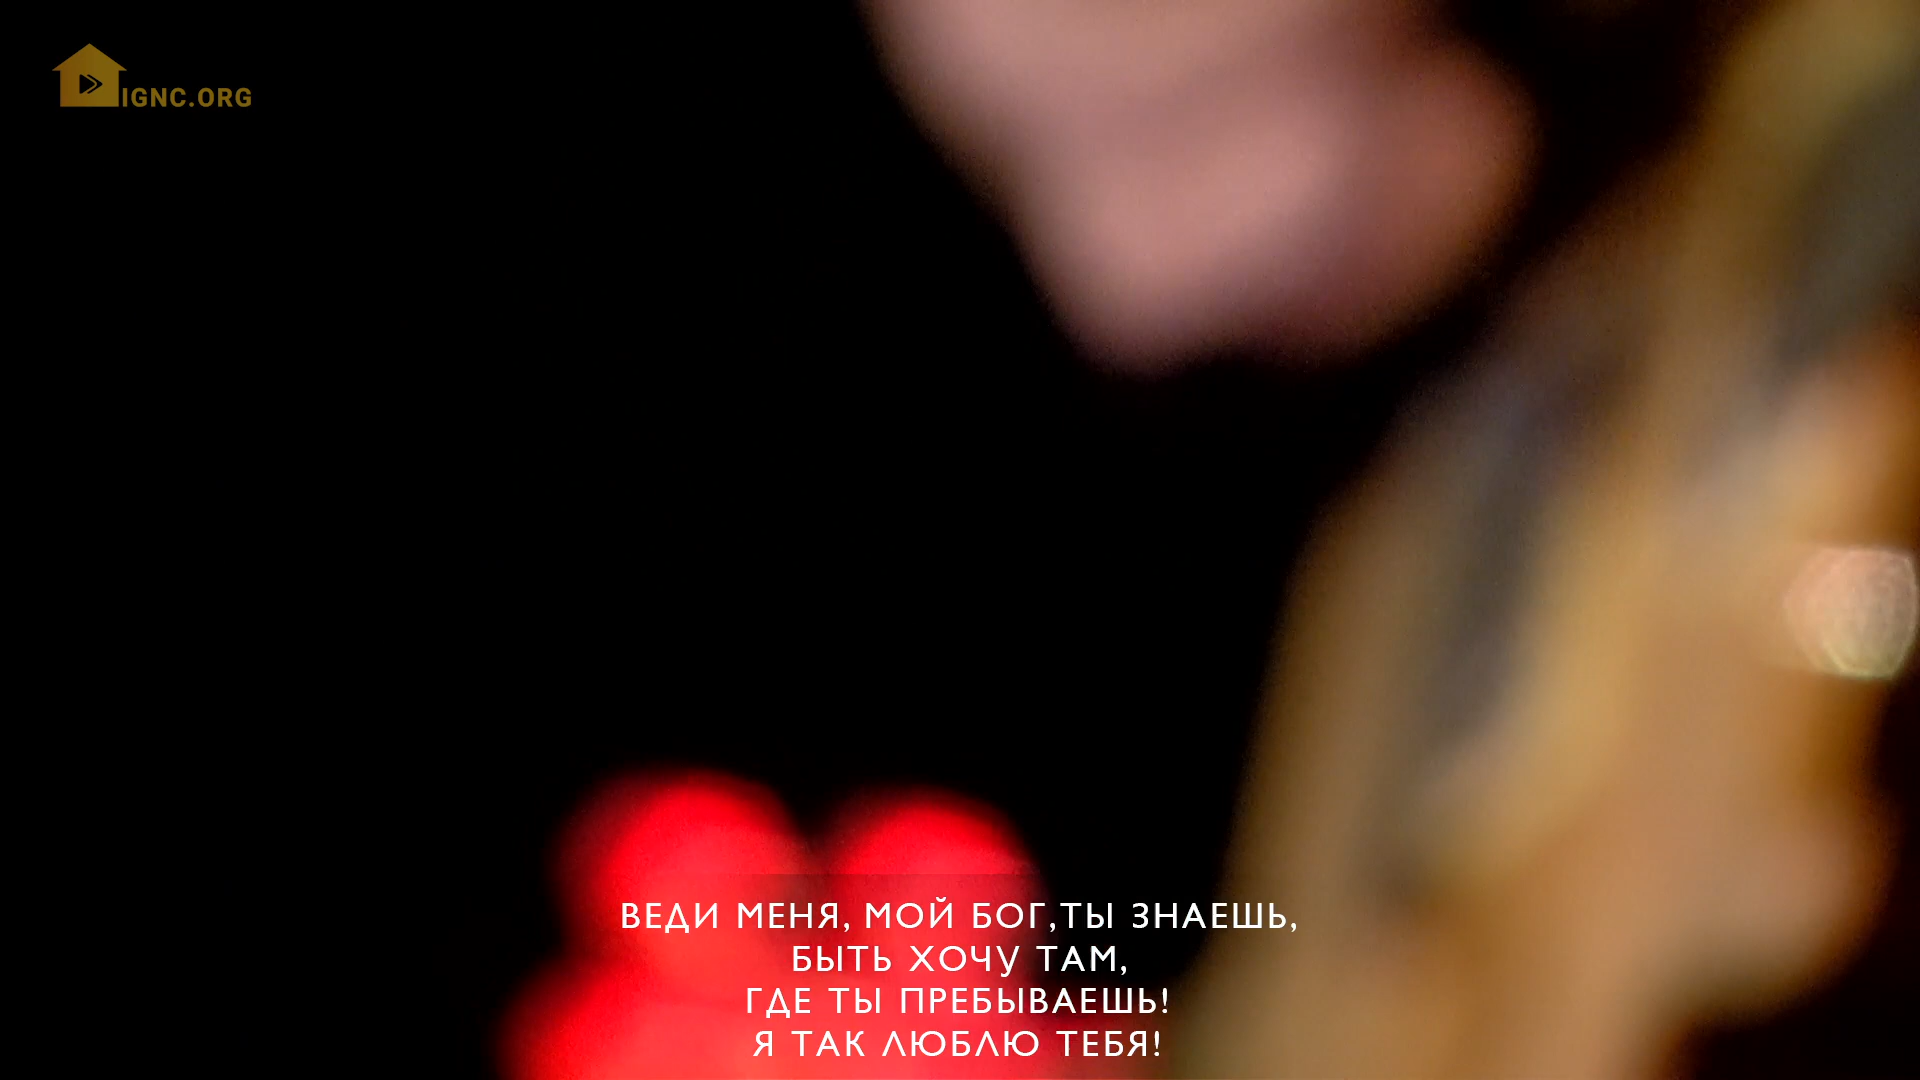 IGNC.ORG
ВЕДИ МЕНЯ, МОЙ БОГ,ТЫ ЗНАЕШЬ,
БЫТЬ ХОЧУ ТАМ,
ГДЕ ТЫ ПРЕБЫВАЕШЬ!
Я ТАК ЛЮБЛЮ ТЕБЯ!